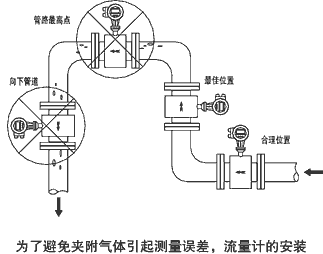 管路最高点
向下管道
最佳位置
合理位置
为了避免夹附气体引起测量误差，流量计的安装